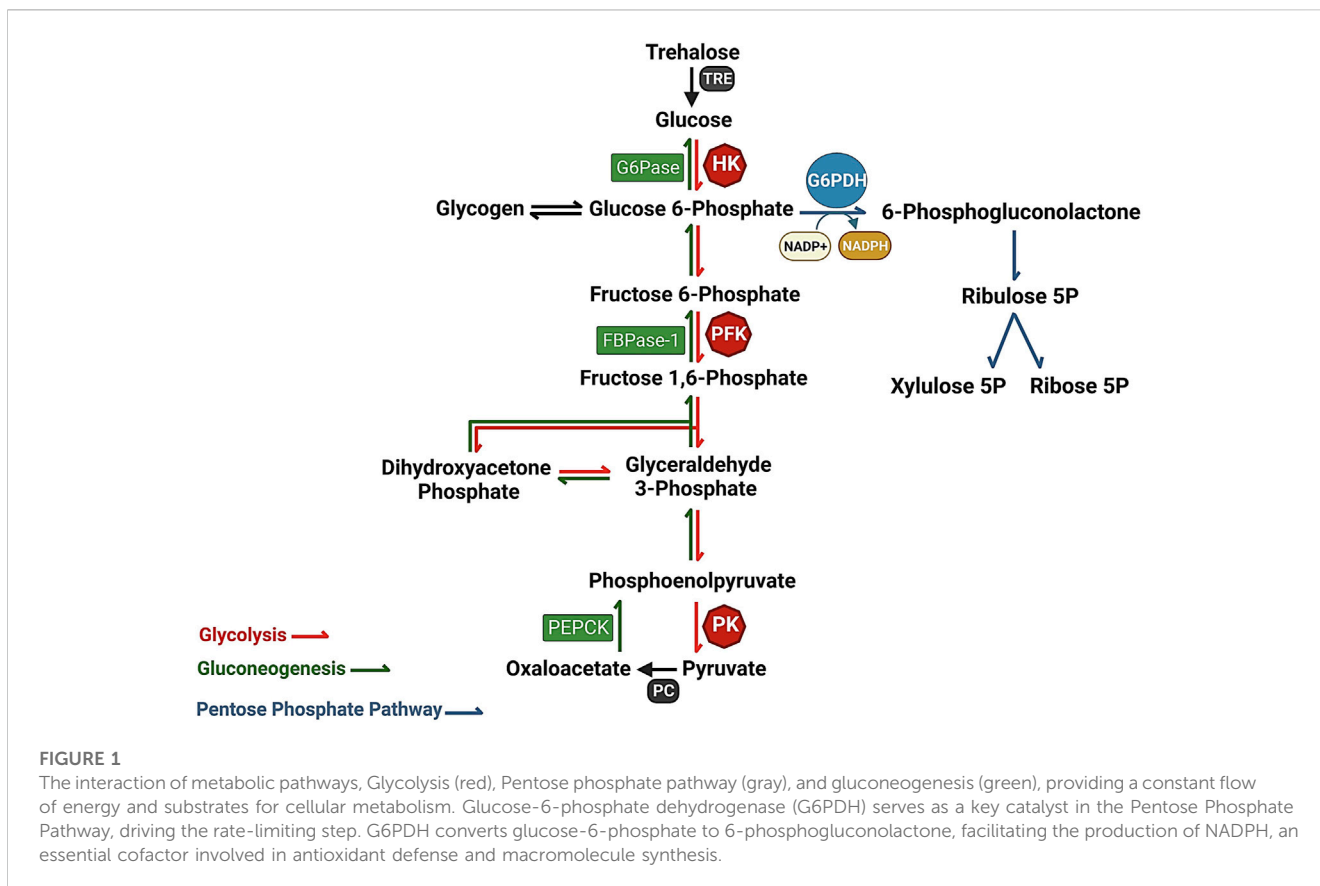 Trehalose
TRE
Glucose
G6Pase
HK
G6PDH
Glycogen
Glucose 6-Phosphate
6-Phosphogluconolactone
NADP+
NADPH
Fructose 6-Phosphate
Ribulose 5P
FBPase-1
PFK
Fructose 1,6-Phosphate
Xylulose 5P
Ribose 5P
Dihydroxyacetone
Phosphate
Glyceraldehyde
3-Phosphate
Phosphoenolpyruvate
PEPCK
PK
Oxaloacetate
Pyruvate
PC
Glycolysis
Gluconeogenesis
Pentose Phosphate Pathway
FIGURE 1
The interaction of metabolic pathways, Glycolysis (red), Pentose phosphate pathway (gray), and gluconeogenesis (green), providing a constant flow
of energy and substrates for cellular metabolism. Glucose-6-phosphate dehydrogenase (G6PDH) serves as a key catalyst in the Pentose Phosphate
Pathway, driving the rate-limiting step. G6PDH converts glucose-6-phosphate to 6-phosphogluconolactone, facilitating the production of NADPH, an
essential cofactor involved in antioxidant defense and macromolecule synthesis.